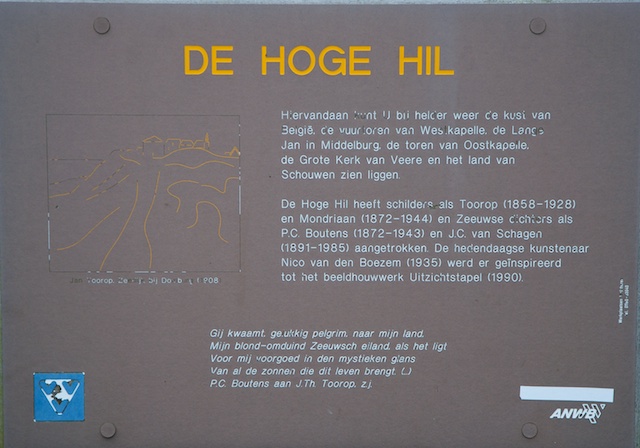 DE HOGE HIL
Hiervandaan kunt U bij helder weer de kust van
België, de vuurtoren van Westkapelle, de Lange
Jan in Middelburg, de toren van Oostkapelle,
de Grote Kerk van Veere en het land van
Schouwen zien liggen.
De Hoge Hil heeft schilders als Toorop (1858-1928)
en Mondriaan (1872-1944) en Zeeuwse dichters als
P.C. Boutens (1872-1943) en J.C. van Schagen
(1891-1985) aangetrokken. De hedendaagse kunstenaar
Nico van den Boezem (1935) werd er geïnspireerd
tot het beeldhouwwerk Uitzichtstapel (1990).
Jan Toorop, bij Domburg (1908)
Gij kwaamt, gelukkig pelgrim, naar mijn land.
Mijn blond-omduind Zeeuwsch eiland, als het ligt
Voor mij voorgoed in den mystieken glans
Van al de zonnen die dit leven brengt. (..)
P.C. Boutens aan J.Th. Toorop, z.j.
ANWB